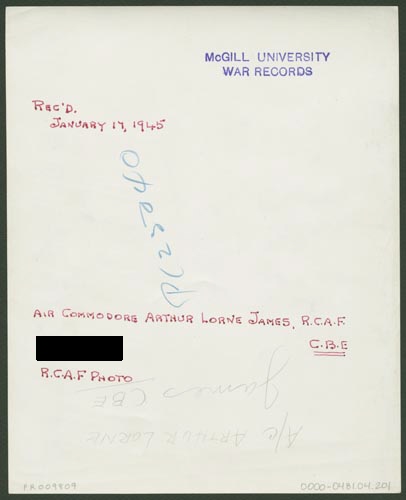 McGILL UNIVERSITY
WAR RECORDS
REC'D.
JANUARY 17, 1945
AIR COMMODORE ARTHUR LORNE JAMES, R.C.A.F.
C.B.E
R.C.A.F PHOTO
James CBE
A/C ARTHUR LORNE
PR009809
0000-0481.04.201